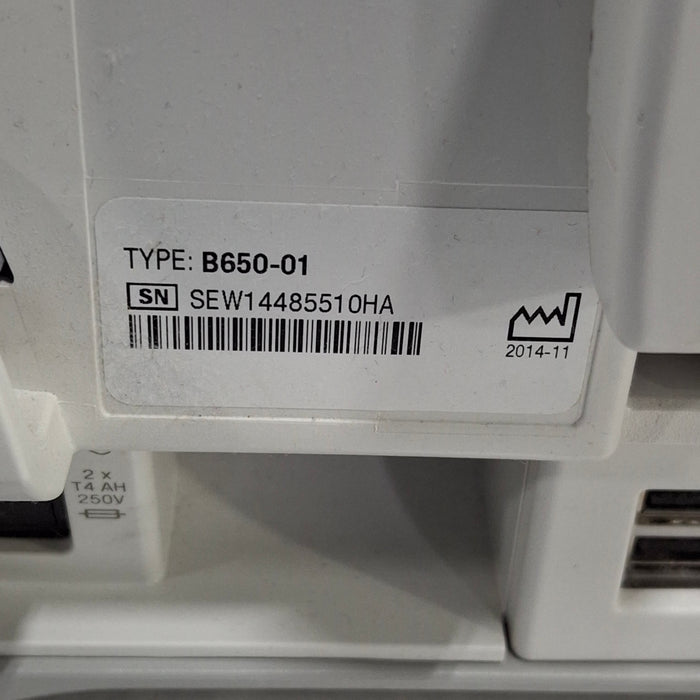 TYPE: B650-01
SN SEW14485510HA
2014-11
2 x
T4 AH
250V